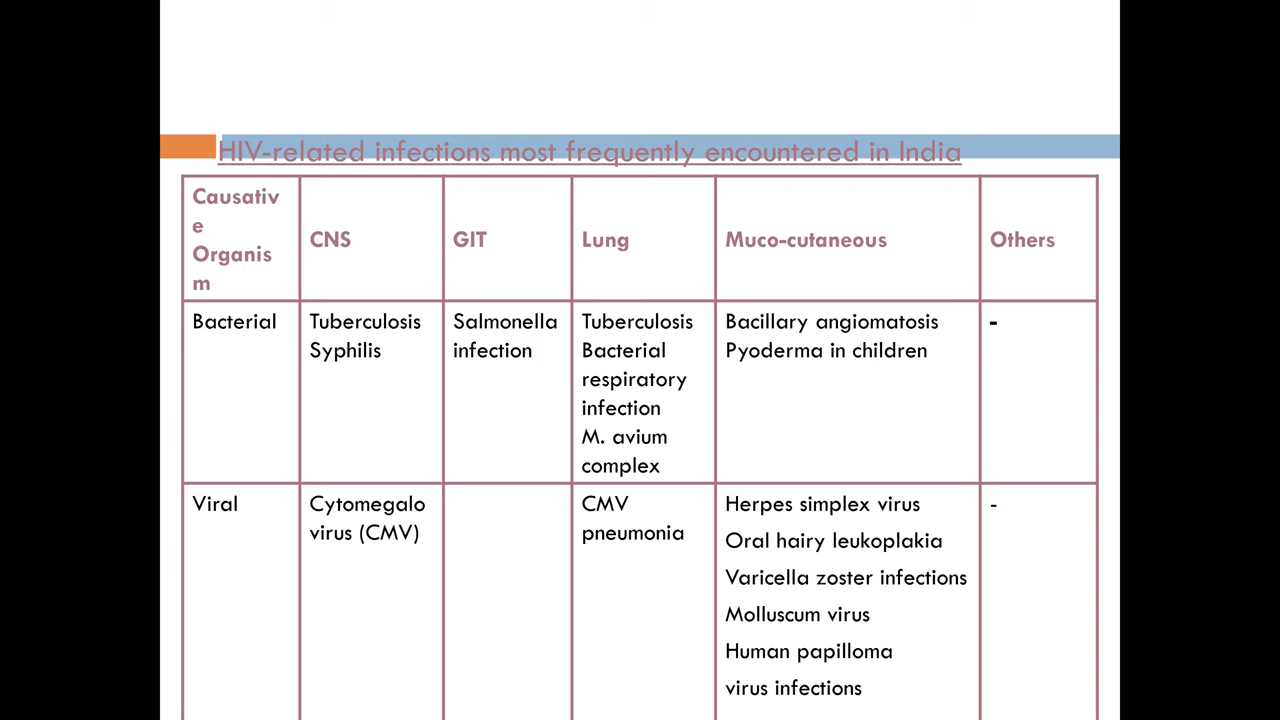 HIV-related infections most frequently encountered in India
Causativ
e
Organis
m
CNS
GIT
Lung
Muco-cutaneous
Others
Bacterial
Tuberculosis
Syphilis
Salmonella
infection
Tuberculosis
Bacterial
respiratory
infection
M. avium
complex
Bacillary angiomatosis
Pyoderma in children
-
Viral
Cytomegalo
virus (CMV)
CMV
pneumonia
Herpes simplex virus
Oral hairy leukoplakia
Varicella zoster infections
Molluscum virus
Human papilloma
virus infections
-